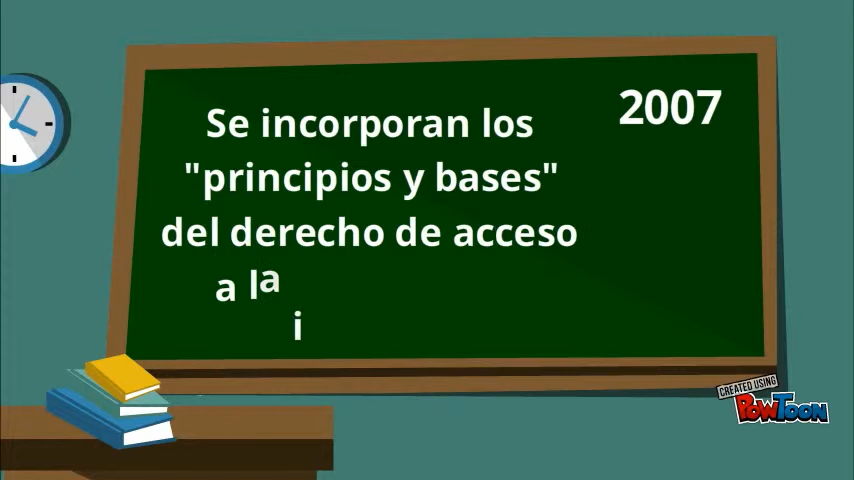 Se incorporan los
"principios y bases"
del derecho de acceso
a la
i
2007
CREATED USING
POWTOON